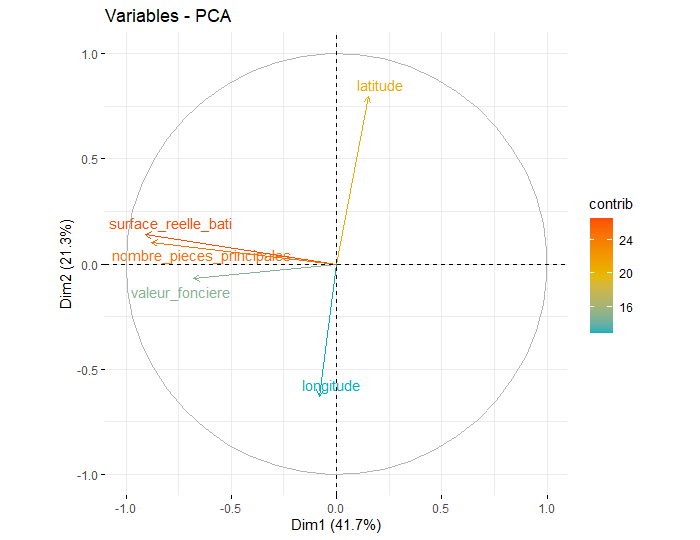 Variables - PCA
1.0
0.5
0.0
-0.5
-1.0
Dim2 (21.3%)
latitude
surface_reelle_bati
nombre_pieces_principales
valeur_fonciere
longitude
-1.0
-0.5
0.0
0.5
1.0
Dim1 (41.7%)
contrib
24
20
16